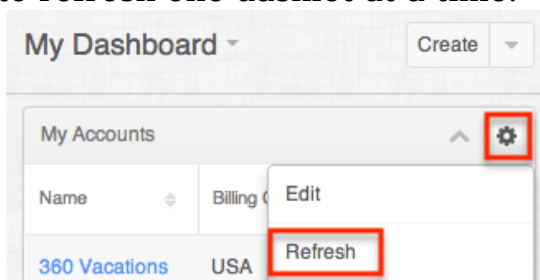 to refresh one dashlet at a time.
My Dashboard Create
My Accounts
Name Billing C Edit
Refresh
360 Vacations USA